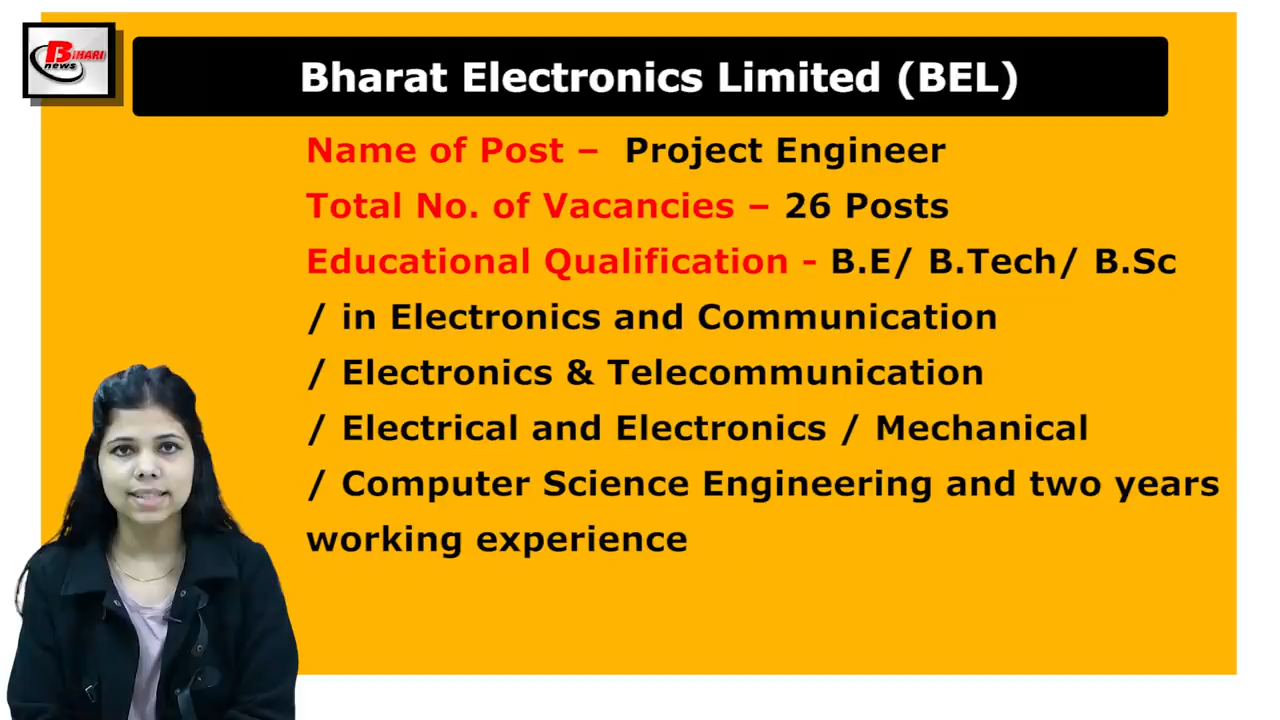 BIHARI
news
Bharat Electronics Limited (BEL)
Name of Post – Project Engineer
Total No. of Vacancies – 26 Posts
Educational Qualification - B.E/ B.Tech/ B.Sc
/ in Electronics and Communication
/ Electronics & Telecommunication
/ Electrical and Electronics / Mechanical
/ Computer Science Engineering and two years
working experience